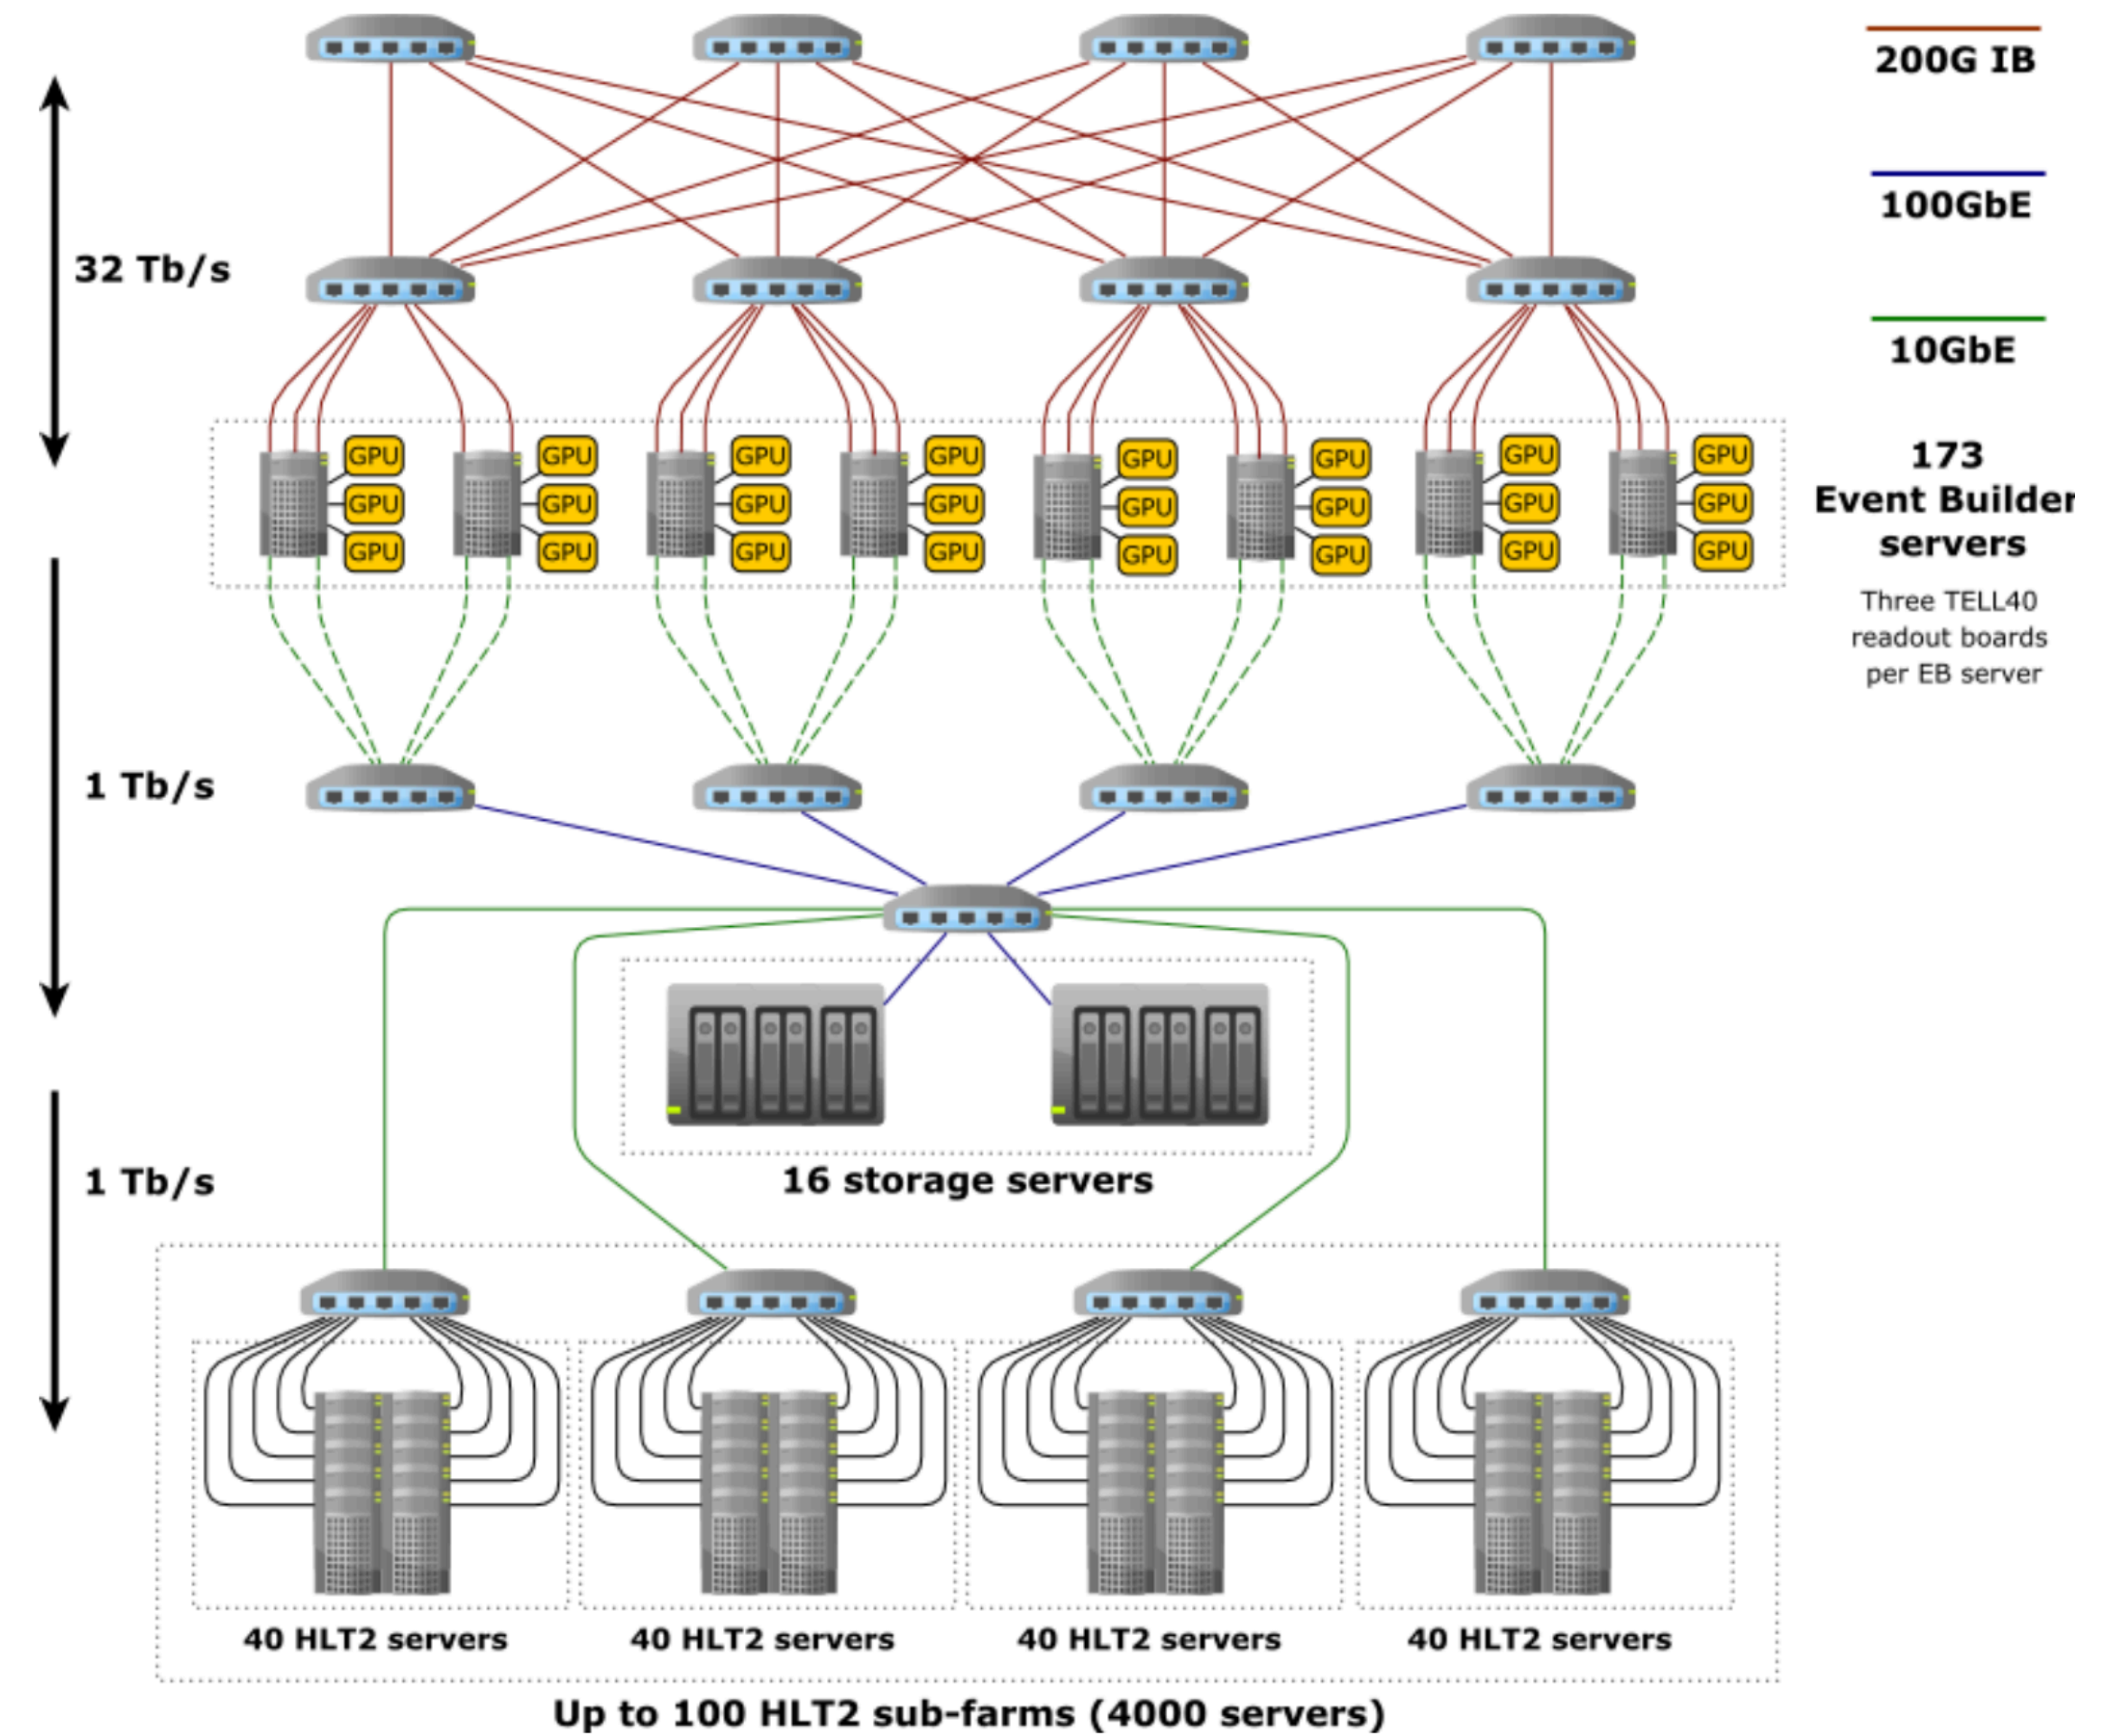 200G IB
100GbE
32 Tb/s
10GbE
GPU GPU GPU GPU GPU GPU GPU GPU
GPU GPU GPU GPU GPU GPU GPU GPU
GPU GPU GPU GPU GPU GPU GPU GPU
173
Event Builder
servers
Three TELL40
readout boards
per EB server
1 Tb/s
16 storage servers
1 Tb/s
40 HLT2 servers 40 HLT2 servers 40 HLT2 servers 40 HLT2 servers
Up to 100 HLT2 sub-farms (4000 servers)